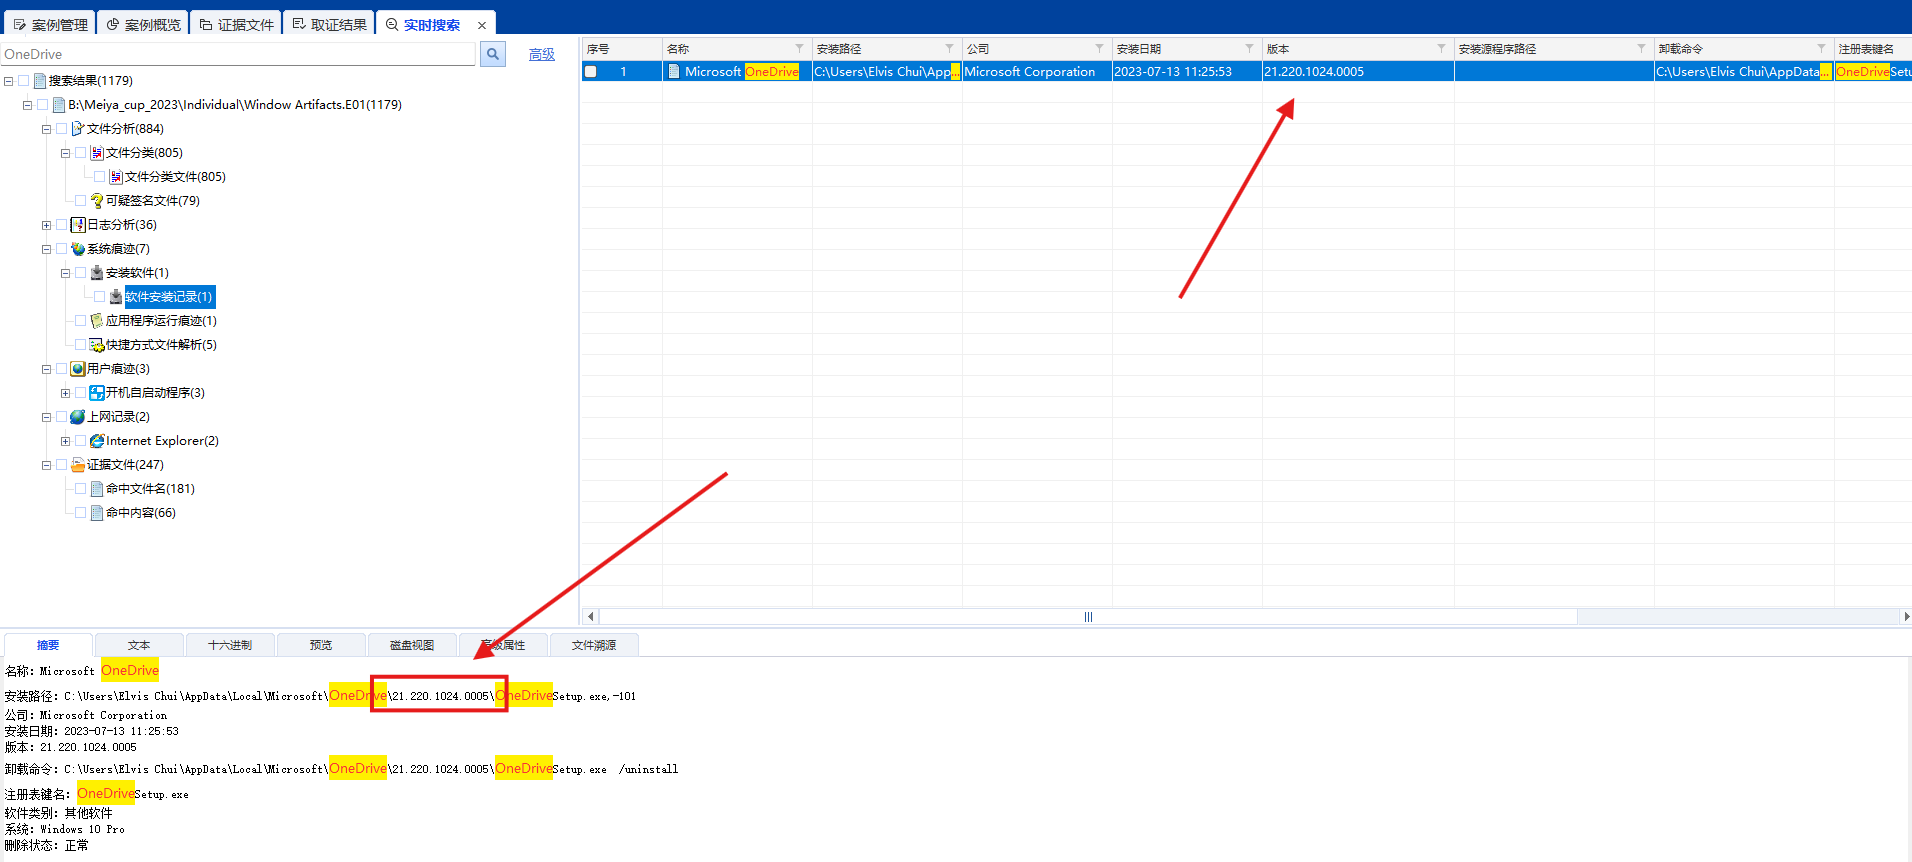 案例管理 案例概览 证据文件 取证结果 实时搜索 ×
OneDrive 高级
搜索结果(1179)
B:\Meiya_cup_2023\Individual\Window Artifacts.E01(1179)
文件分析(884)
文件分类(805)
文件分类文件(805)
可疑签名文件(79)
日志分析(36)
系统痕迹(7)
安装软件(1)
软件安装记录(1)
应用程序运行痕迹(1)
快捷方式文件解析(5)
用户痕迹(3)
开机自启动程序(3)
上网记录(2)
Internet Explorer(2)
证据文件(247)
命中文件名(181)
命中内容(66)
序号 名称 安装路径 公司 安装日期 版本 安装源程序路径 卸载命令 注册表键名
1 Microsoft OneDrive C:\Users\Elvis Chui\App... Microsoft Corporation 2023-07-13 11:25:53 21.220.1024.0005 C:\Users\Elvis Chui\AppData... OneDriveSetu
摘要 文本 十六进制 预览 磁盘视图 级属性 文件溯源
名称: Microsoft OneDrive
安装路径: C:\Users\Elvis Chui\AppData\Local\Microsoft\OneDrive\21.220.1024.0005\OneDriveSetup.exe,-101
公司: Microsoft Corporation
安装日期: 2023-07-13 11:25:53
版本: 21.220.1024.0005
卸载命令: C:\Users\Elvis Chui\AppData\Local\Microsoft\OneDrive\21.220.1024.0005\OneDriveSetup.exe /uninstall
注册表键名: OneDriveSetup.exe
软件类别: 其他软件
系统: Windows 10 Pro
删除状态: 正常